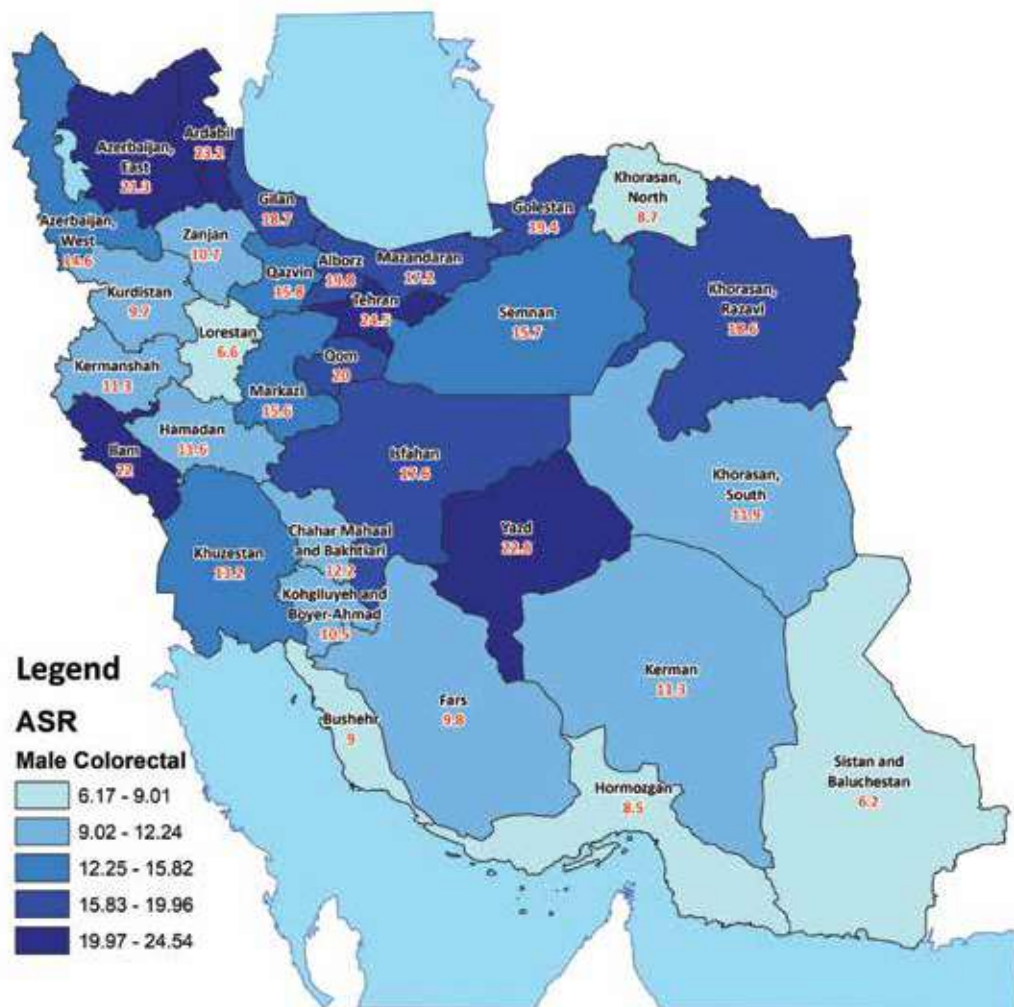 Ardabil
23.2
Azerbaijan,
East
21.3
Gilan
18.7
Golestan
19.4
Khorasan,
North
8.7
Azerbaijan,
West
14.6
Zanjan
10.7
Qazvin
15.8
Alborz
19.8
Mazandaran
17.2
Tehran
24.5
Semnan
15.7
Khorasan,
Razavi
18.6
Kurdistan
9.7
Lorestan
6.6
Qom
20
Kermanshah
11.3
Markazi
15.6
Hamadan
11.6
Ilam
22
Isfahan
17.6
Khorasan,
South
11.9
Yazd
22.8
Khuzestan
13.2
Chahar Mahaal
and Bakhtiari
12.2
Kohgiluyeh and
Boyer-Ahmad
10.5
Kerman
11.3
Fars
9.8
Bushehr
9
Hormozgan
8.5
Sistan and
Baluchestan
6.2
Legend
ASR
Male Colorectal
6.17 - 9.01
9.02 - 12.24
12.25 - 15.82
15.83 - 19.96
19.97 - 24.54